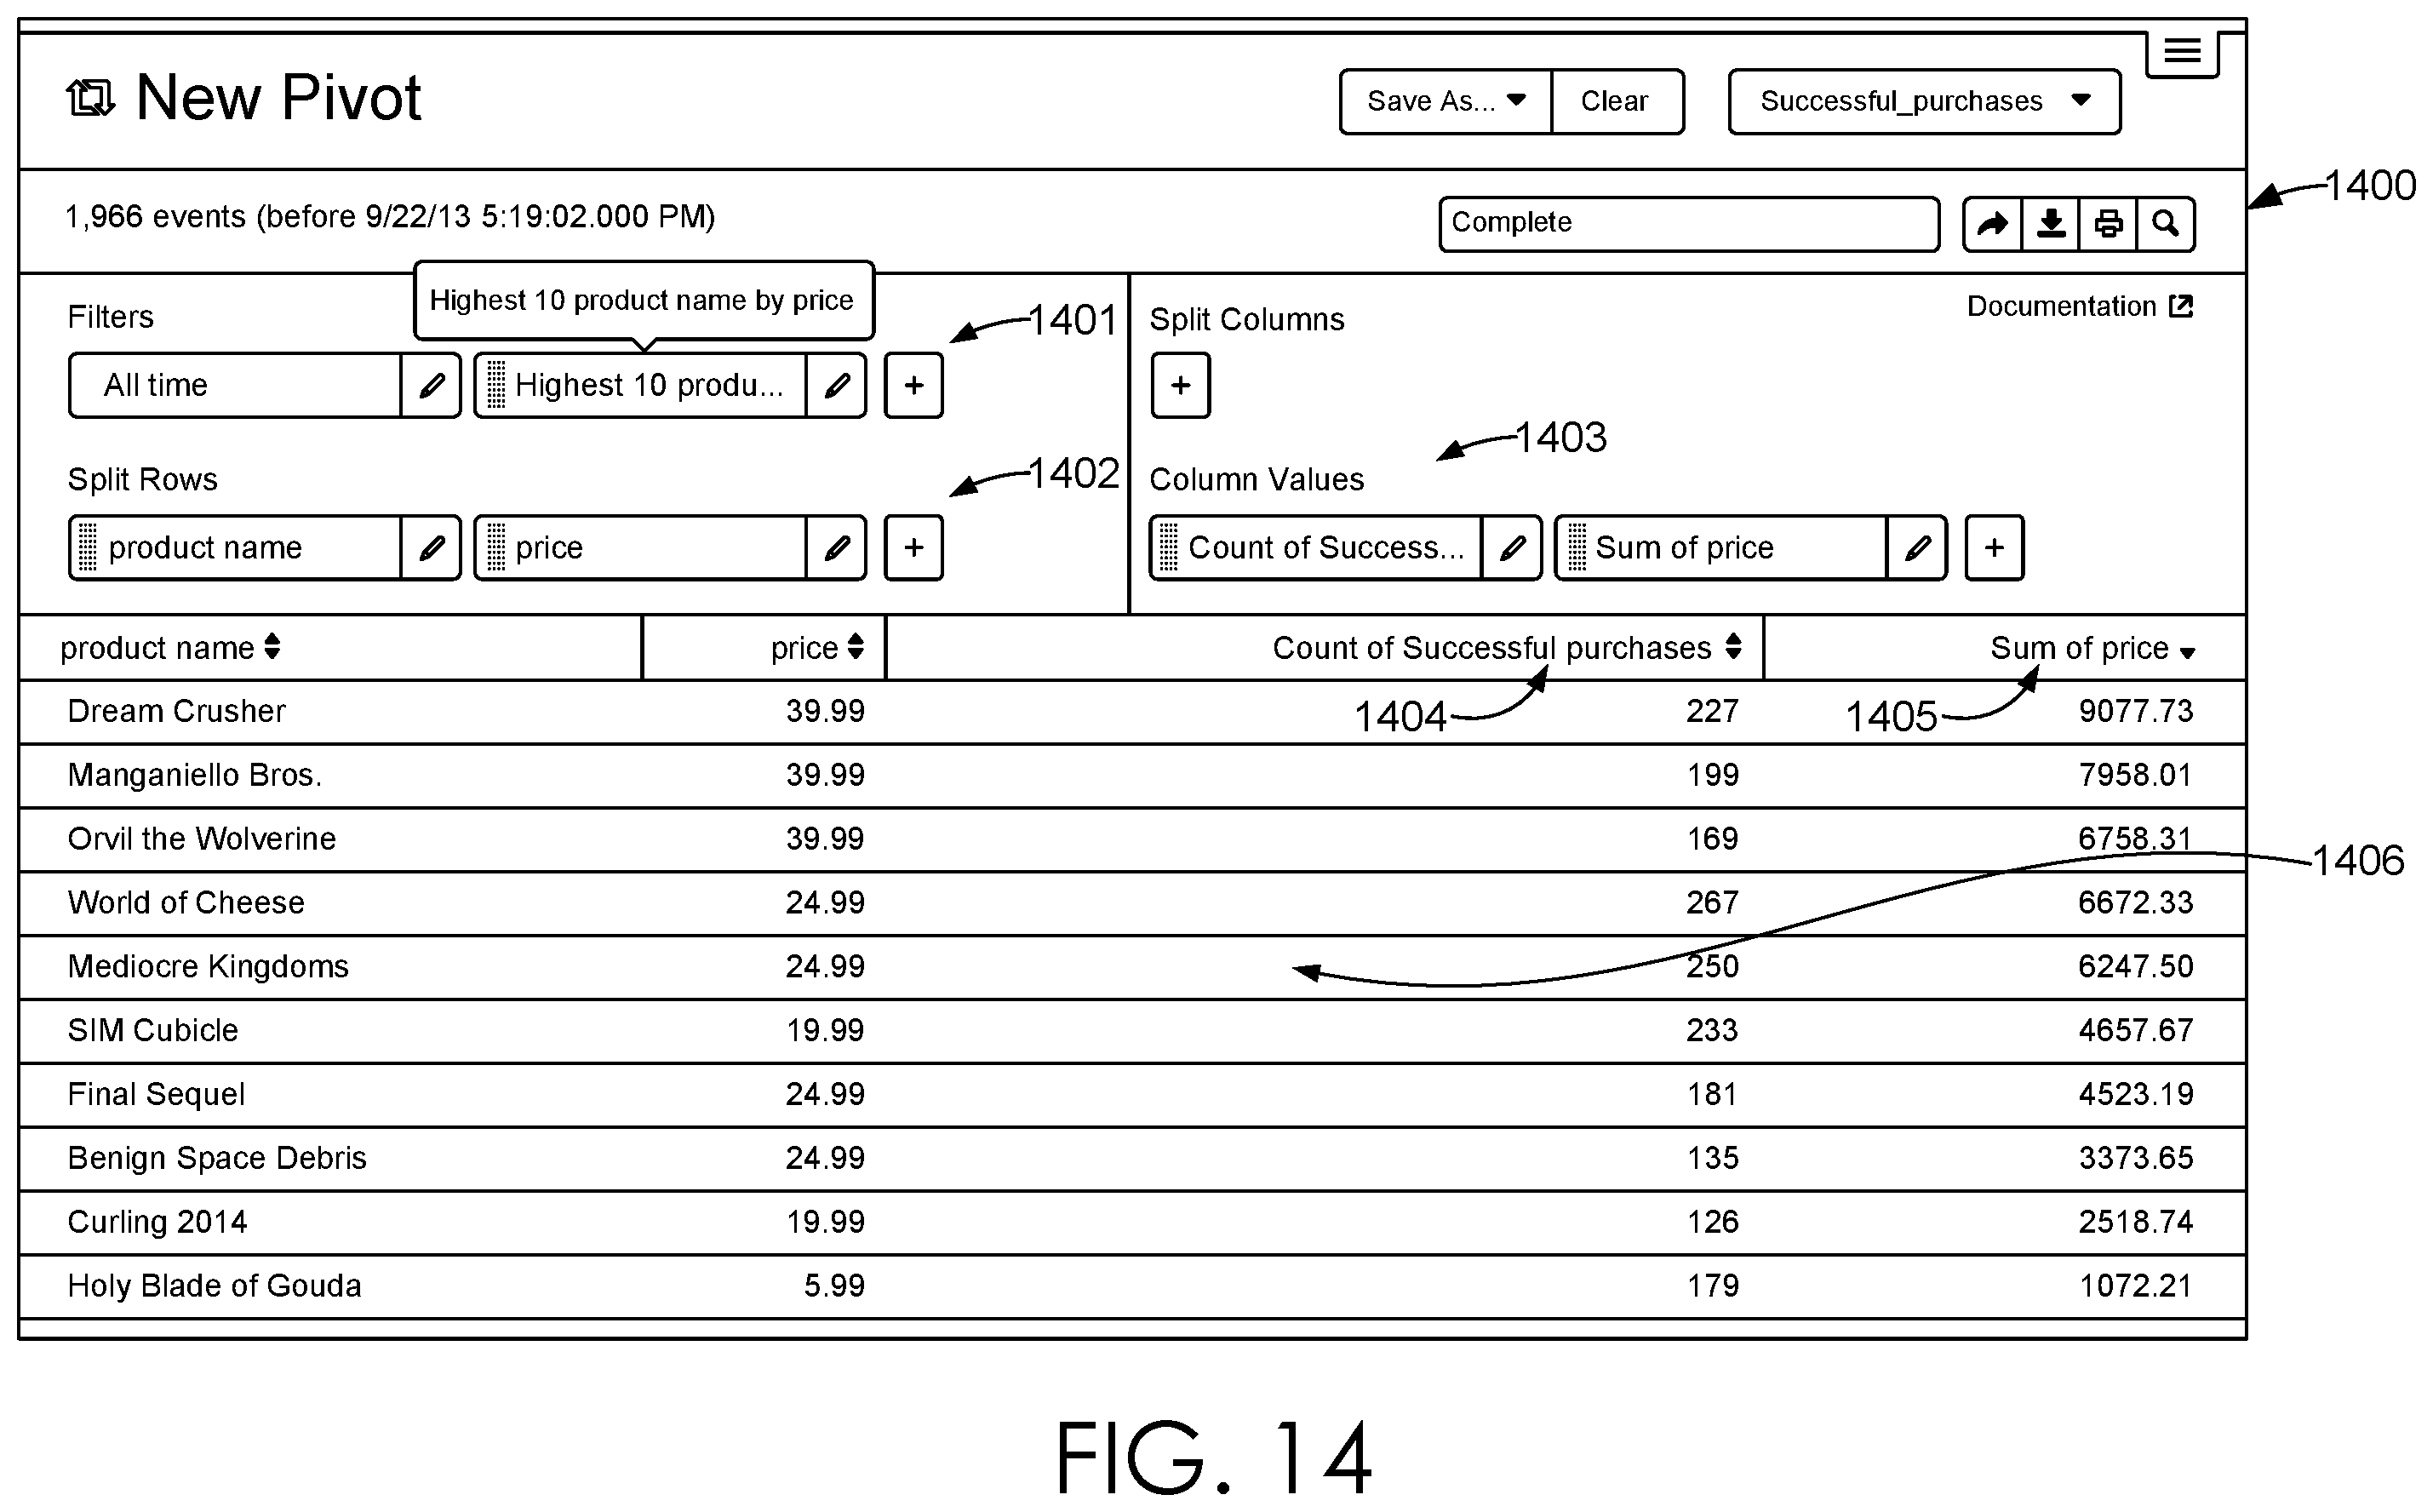 New Pivot
Save As... Clear Successful_purchases
1400
1,966 events (before 9/22/13 5:19:02.000 PM)
Complete
Highest 10 product name by price
Filters
1401
Split Columns
Documentation
All time Highest 10 produ... +
+
1403
Split Rows
1402
Column Values
product name price +
Count of Success... Sum of price +
product name price Count of Successful purchases Sum of price
Dream Crusher 39.99 1404 227 1405 9077.73
Manganiello Bros. 39.99 199 7958.01
Orvil the Wolverine 39.99 169 6758.31
1406
World of Cheese 24.99 267 6672.33
Mediocre Kingdoms 24.99 250 6247.50
SIM Cubicle 19.99 233 4657.67
Final Sequel 24.99 181 4523.19
Benign Space Debris 24.99 135 3373.65
Curling 2014 19.99 126 2518.74
Holy Blade of Gouda 5.99 179 1072.21
FIG. 14